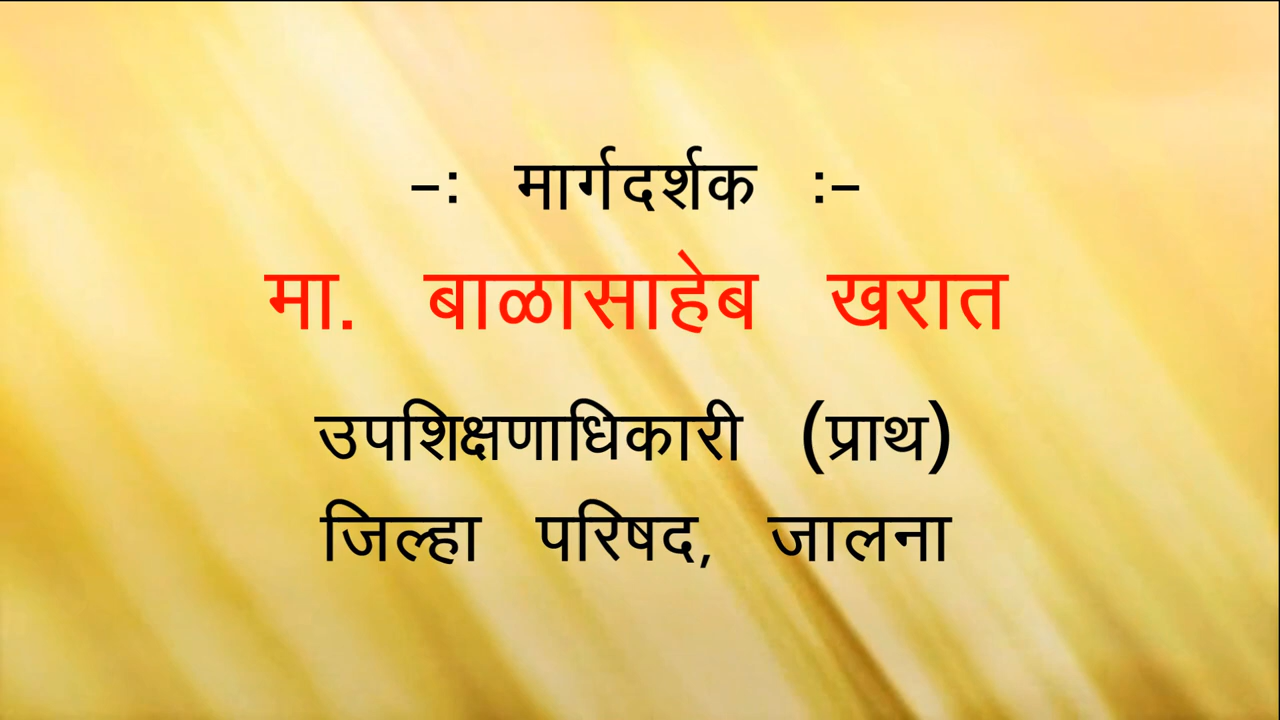 –: मार्गदर्शक :–
मा. बाळासाहेब खरात
उपशिक्षणाधिकारी (प्राथ)
जिल्हा परिषद, जालना